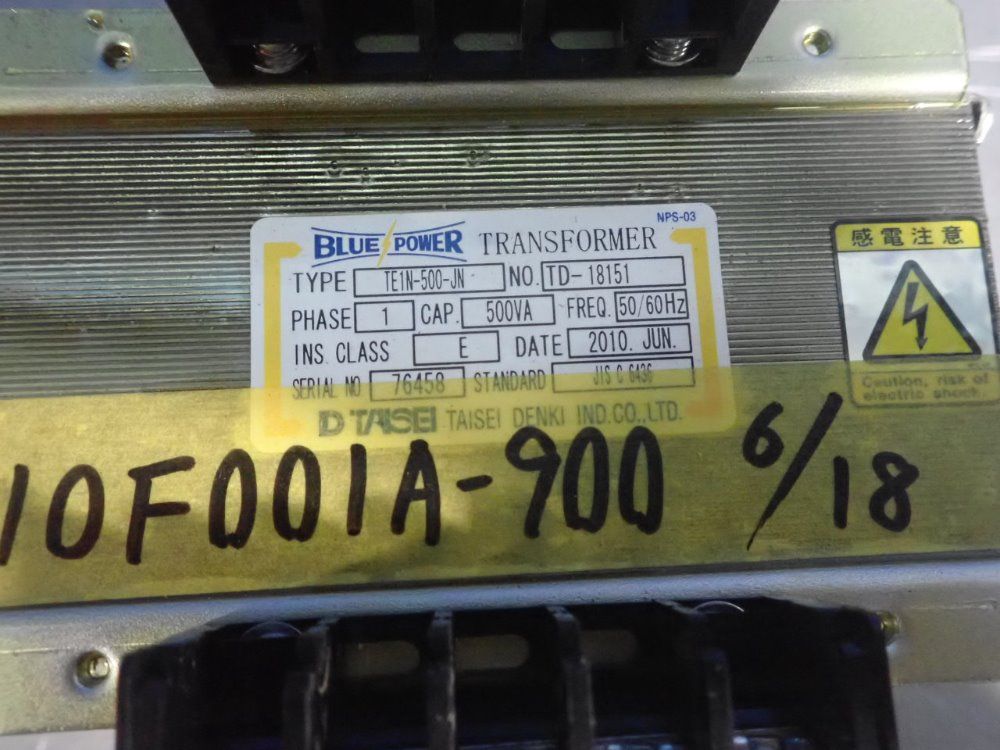 NPS-03
BLUE POWER TRANSFORMER
TYPE TE1N-500-JN NO. TD-18151
PHASE 1 CAP. 500VA FREQ. 50/60Hz
INS. CLASS E DATE 2010. JUN.
SERIAL NO 76458 STANDARD JIS C 6436
D TAISEI TAISEI DENKI IND.CO.,LTD.
感電注意
Caution, risk of
electric shock.
10F001A-900 6/18